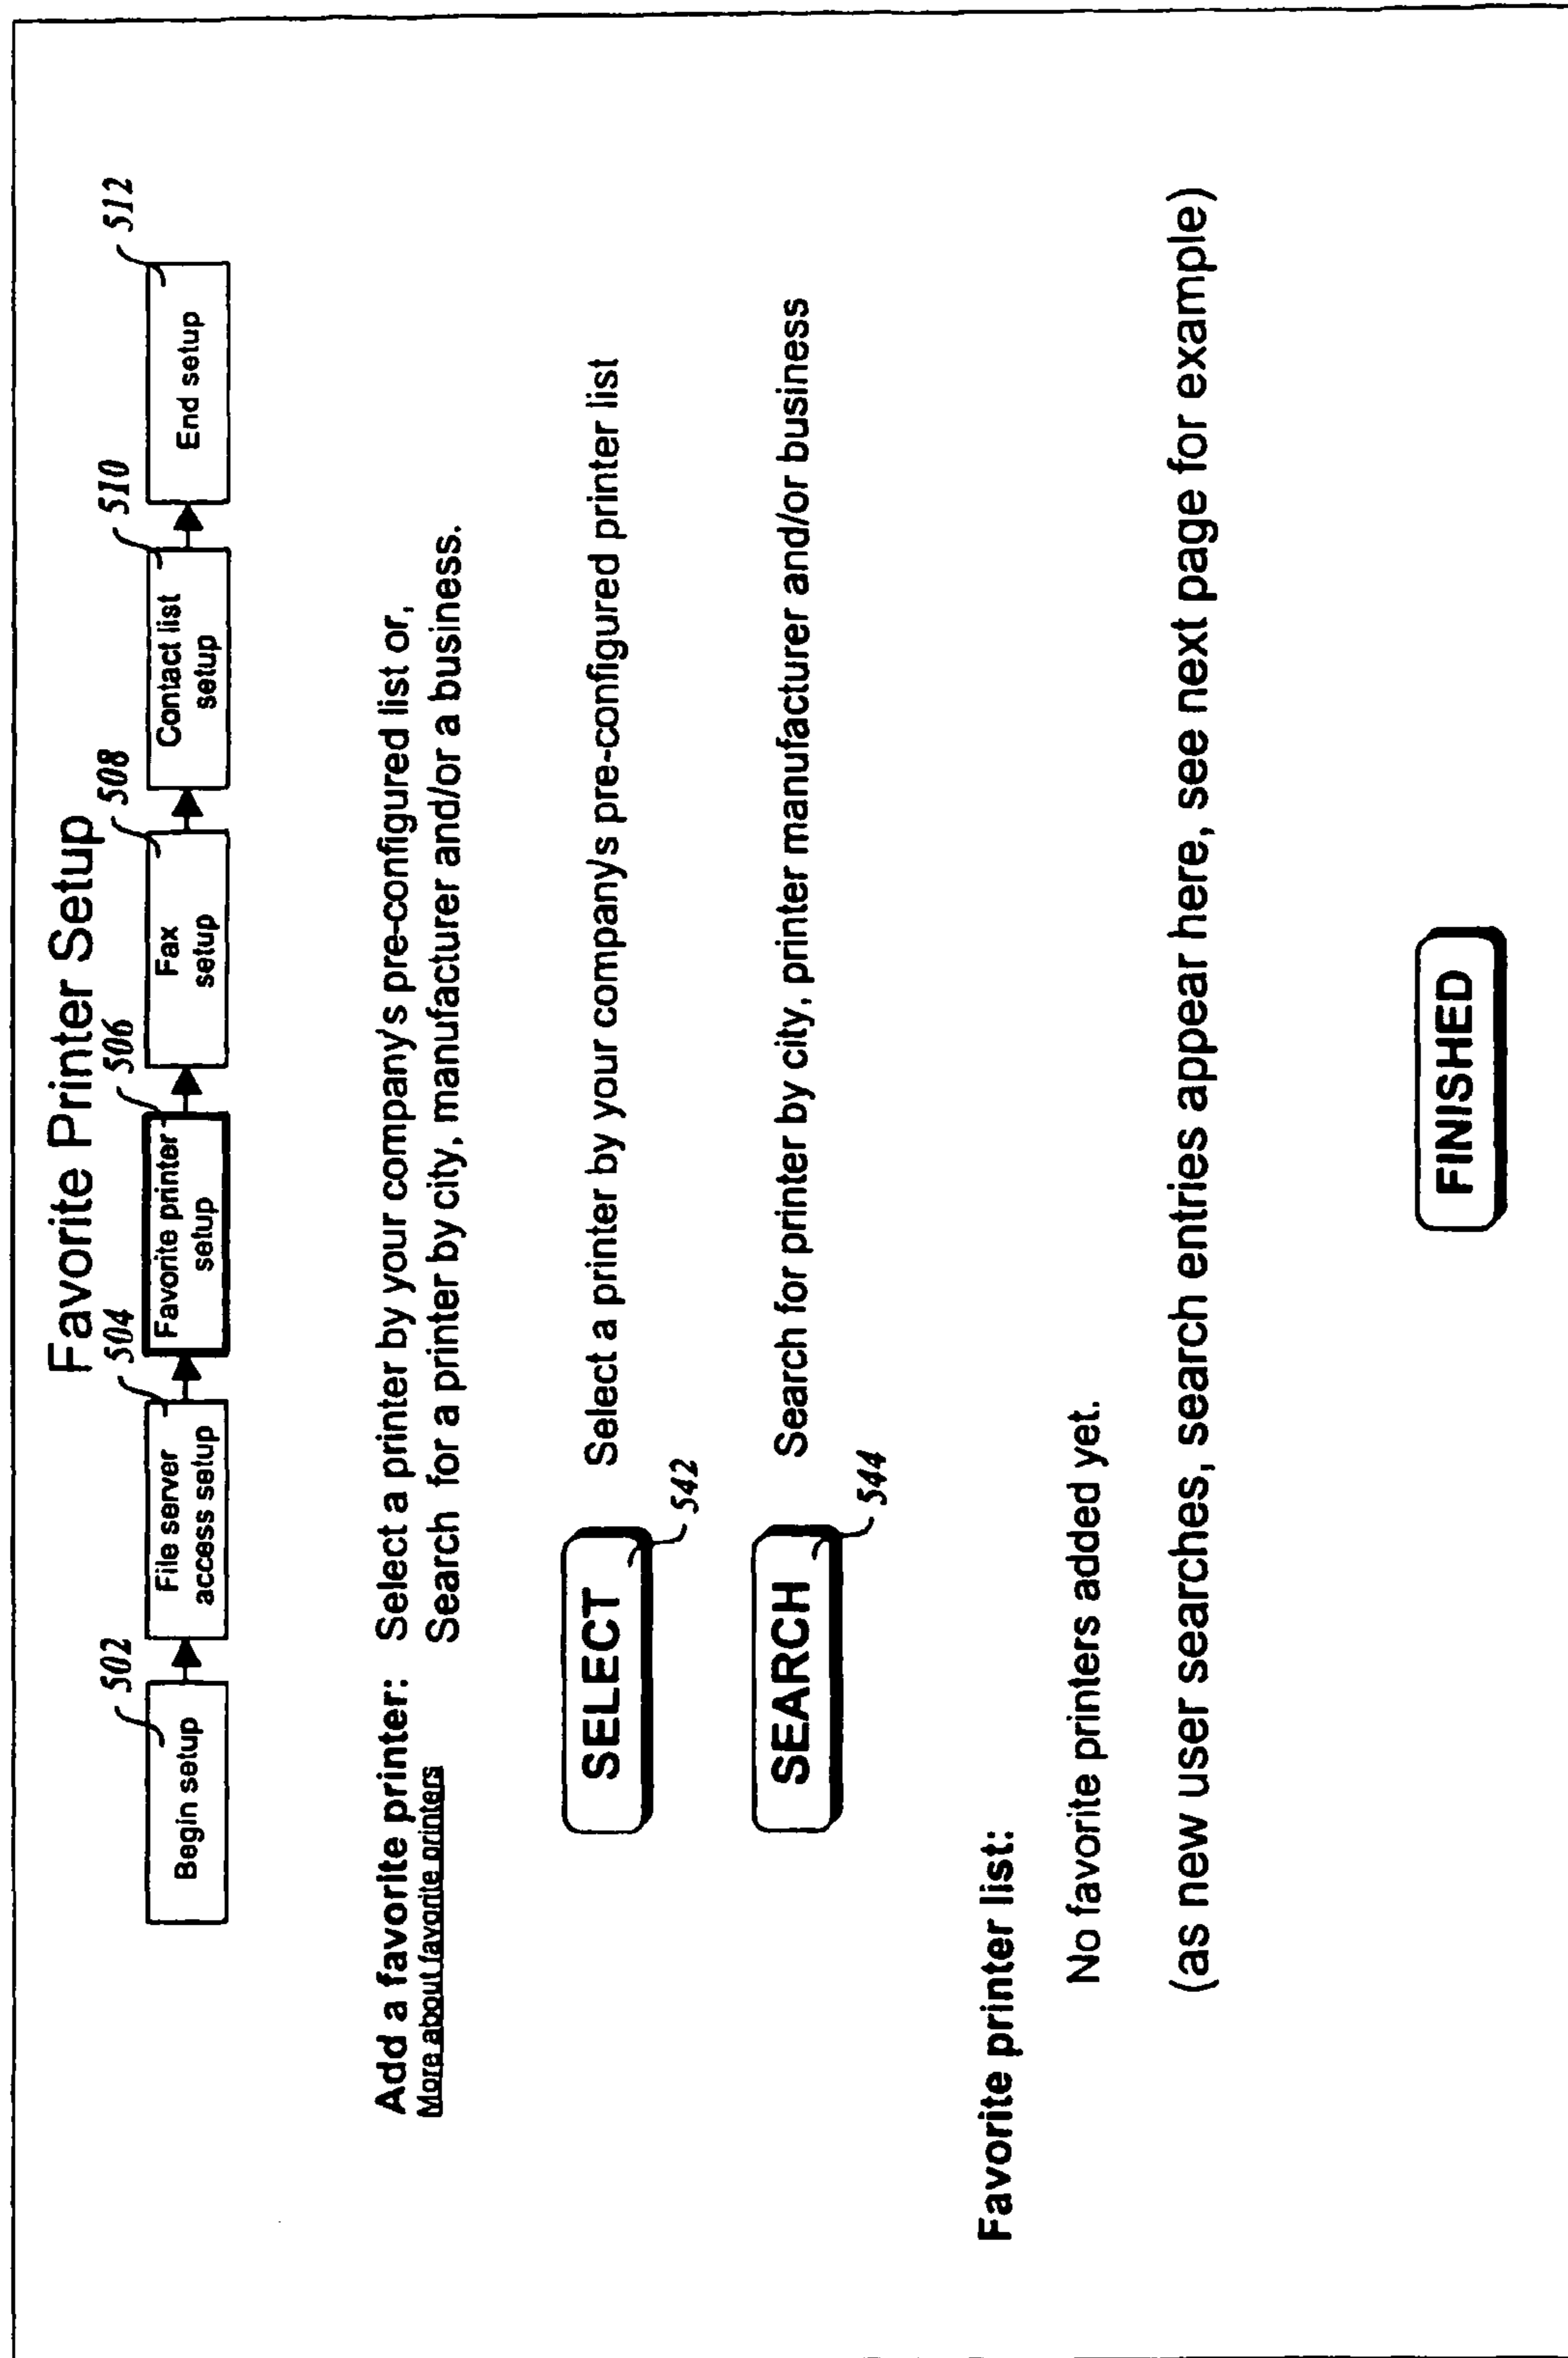 Favorite Printer Setup
502 504 506 508 510 512
Begin setup
File server
access setup
Favorite printer
setup
Fax
setup
Contact list
setup
End setup
Add a favorite printer: Select a printer by your company's pre-configured list or,
More about favorite printers Search for a printer by city, manufacturer and/or a business.
SELECT Select a printer by your company's pre-configured printer list
542
SEARCH Search for printer by city, printer manufacturer and/or business
544
Favorite printer list:
No favorite printers added yet.
(as new user searches, search entries appear here, see next page for example)
FINISHED